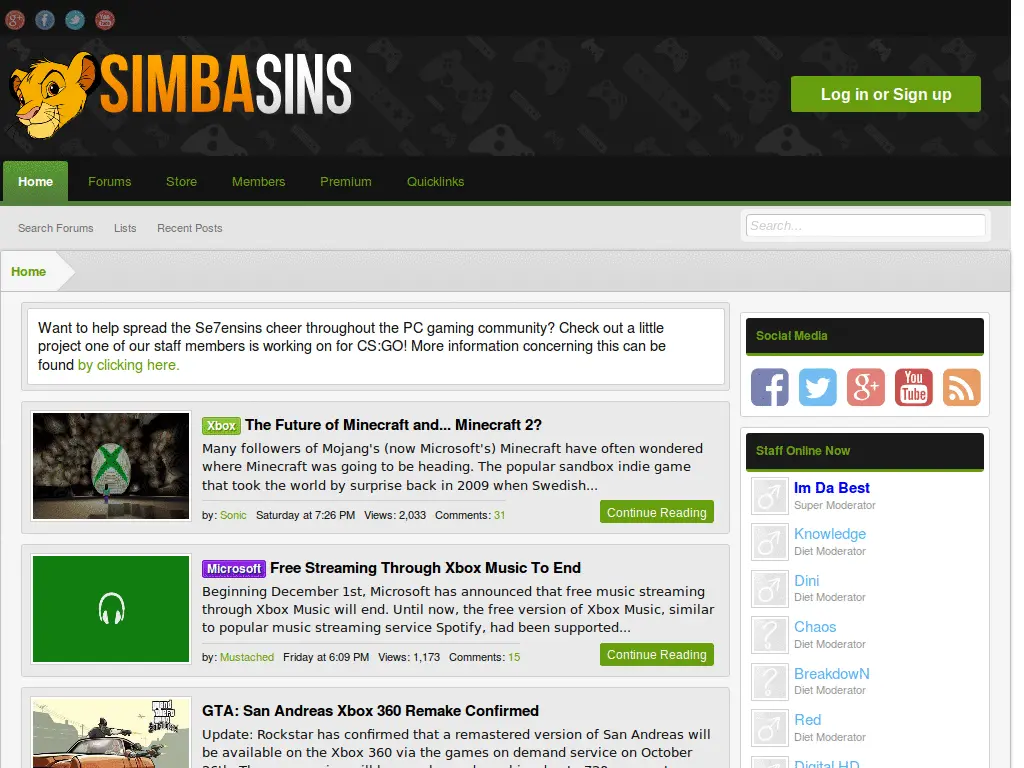 SIMBASINS
Log in or Sign up
Home Forums Store Members Premium Quicklinks
Search Forums Lists Recent Posts
Search...
Home
Want to help spread the Se7ensins cheer throughout the PC gaming community? Check out a little
project one of our staff members is working on for CS:GO! More information concerning this can be
found by clicking here.
Xbox The Future of Minecraft and... Minecraft 2?
Many followers of Mojang's (now Microsoft's) Minecraft have often wondered
where Minecraft was going to be heading. The popular sandbox indie game
that took the world by surprise back in 2009 when Swedish...
by: Sonic Saturday at 7:26 PM Views: 2,033 Comments: 31
Continue Reading
Microsoft Free Streaming Through Xbox Music To End
Beginning December 1st, Microsoft has announced that free music streaming
through Xbox Music will end. Until now, the free version of Xbox Music, similar
to popular music streaming service Spotify, had been supported...
by: Mustached Friday at 6:09 PM Views: 1,173 Comments: 15
Continue Reading
GTA: San Andreas Xbox 360 Remake Confirmed
Update: Rockstar has confirmed that a remastered version of San Andreas will
be available on the Xbox 360 via the games on demand service on October
Social Media
You
Tube
Staff Online Now
Im Da Best
Super Moderator
Knowledge
Diet Moderator
Dini
Diet Moderator
Chaos
Diet Moderator
BreakdowN
Diet Moderator
Red
Diet Moderator
Digital HD